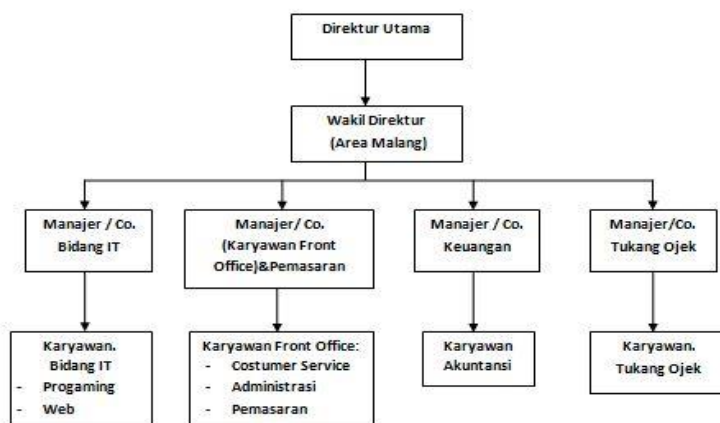 Direktur Utama
Wakil Direktur
(Area Malang)
Manajer / Co.
Bidang IT
Manajer/ Co.
(Karyawan Front
Office)&Pemasaran
Manajer / Co.
Keuangan
Manajer/Co.
Tukang Ojek
Karyawan.
Bidang IT
- Progaming
- Web
Karyawan Front Office:
- Costumer Service
- Administrasi
- Pemasaran
Karyawan
Akuntansi
Karyawan.
Tukang Ojek